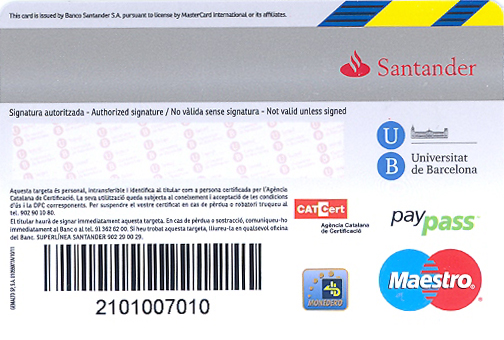 This card is issued by Banco Santander S.A. pursuant to license by MasterCard International or its affiliates.
Santander
Signatura autoritzada - Authorized signature / No vàlida sense signatura - Not valid unless signed
U
B
Universitat
de Barcelona
Aquesta targeta és personal, intransferible i identifica al titular com a persona certificada per l'Agència
Catalana de Certificació. La seva utilització queda subjecta al coneixement i acceptació de les condicions
d'ús i la DPC corresponents. Per suspendre el vostre certificat en cas de pèrdua o robatori truqueu al
tel. 902 90 10 80.
El titular haurà de signar immediatament aquesta targeta. En cas de pèrdua o sostracció, comuniqueu-ho
immediatament al Banco al tel. 91 362 62 00. Si heu trobat aquesta targeta, lliureu-la en qualsevol oficina
del Banc. SUPERLÍNEA SANTANDER 902 29 00 29.
CATCert
Agència Catalana
de Certificació
paypass
Maestro
MONEDERO
2101007010